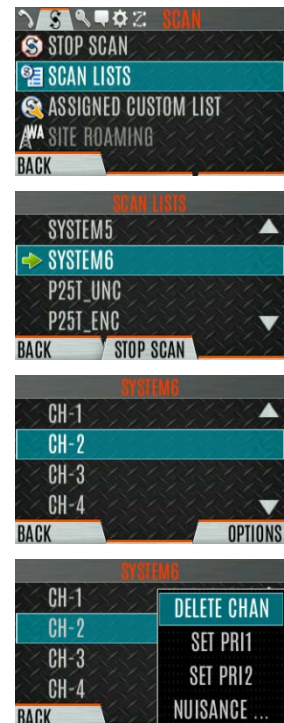 SCAN
STOP SCAN
SCAN LISTS
ASSIGNED CUSTOM LIST
WA SITE ROAMING
BACK
SCAN LISTS
SYSTEM5
SYSTEM6
P25T_UNC
P25T_ENC
BACK STOP SCAN
SYSTEM6
CH-1
CH-2
CH-3
CH-4
BACK OPTIONS
SYSTEM6
CH-1
CH-2
CH-3
CH-4
BACK
DELETE CHAN
SET PRI1
SET PRI2
NUISANCE ...